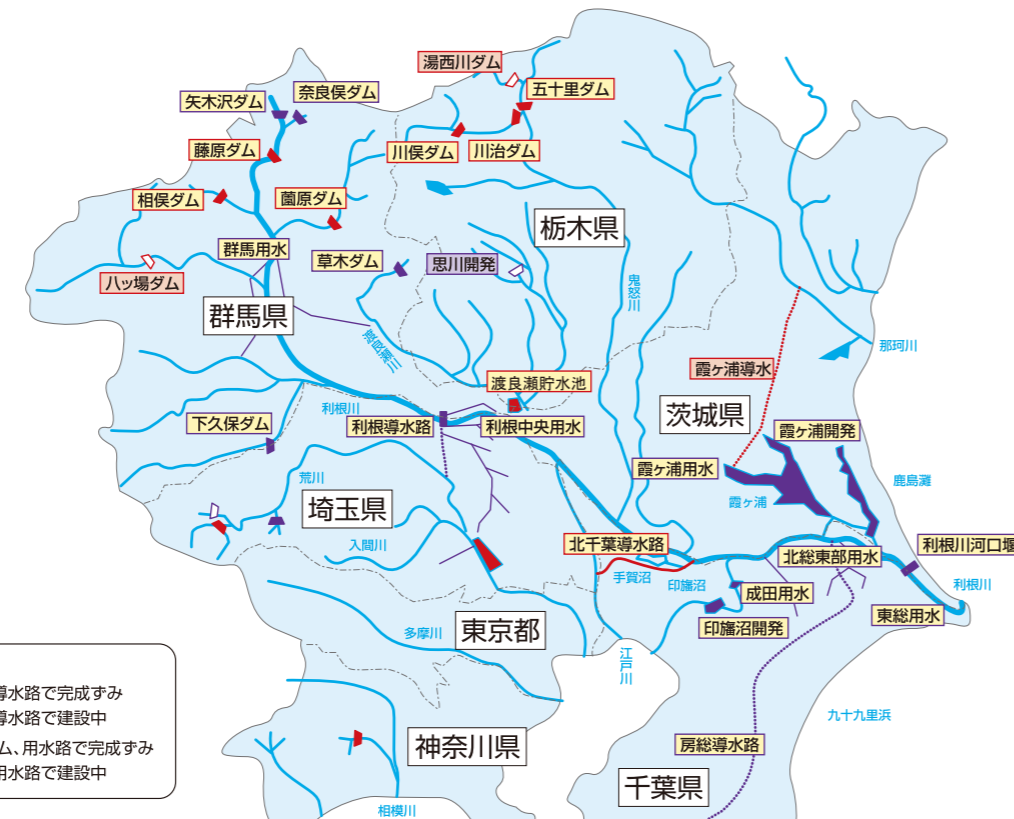 湯西川ダム
五十里ダム
奈良俣ダム
矢木沢ダム
藤原ダム
川俣ダム
川治ダム
相俣ダム
薗原ダム
栃木県
群馬用水
草木ダム
思川開発
八ッ場ダム
鬼怒川
群馬県
渡良瀬川
那珂川
霞ヶ浦導水
渡良瀬貯水池
利根川
茨城県
下久保ダム
利根導水路
利根中央用水
霞ヶ浦開発
霞ヶ浦用水
荒川
鹿島灘
霞ヶ浦
埼玉県
入間川
北千葉導水路
北総東部用水
利根川河口堰
手賀沼
印旛沼
利根川
成田用水
東総用水
多摩川
東京都
印旛沼開発
江戸川
導水路で完成ずみ
導水路で建設中
ム、用水路で完成ずみ
用水路で建設中
九十九里浜
神奈川県
房総導水路
千葉県
相模川